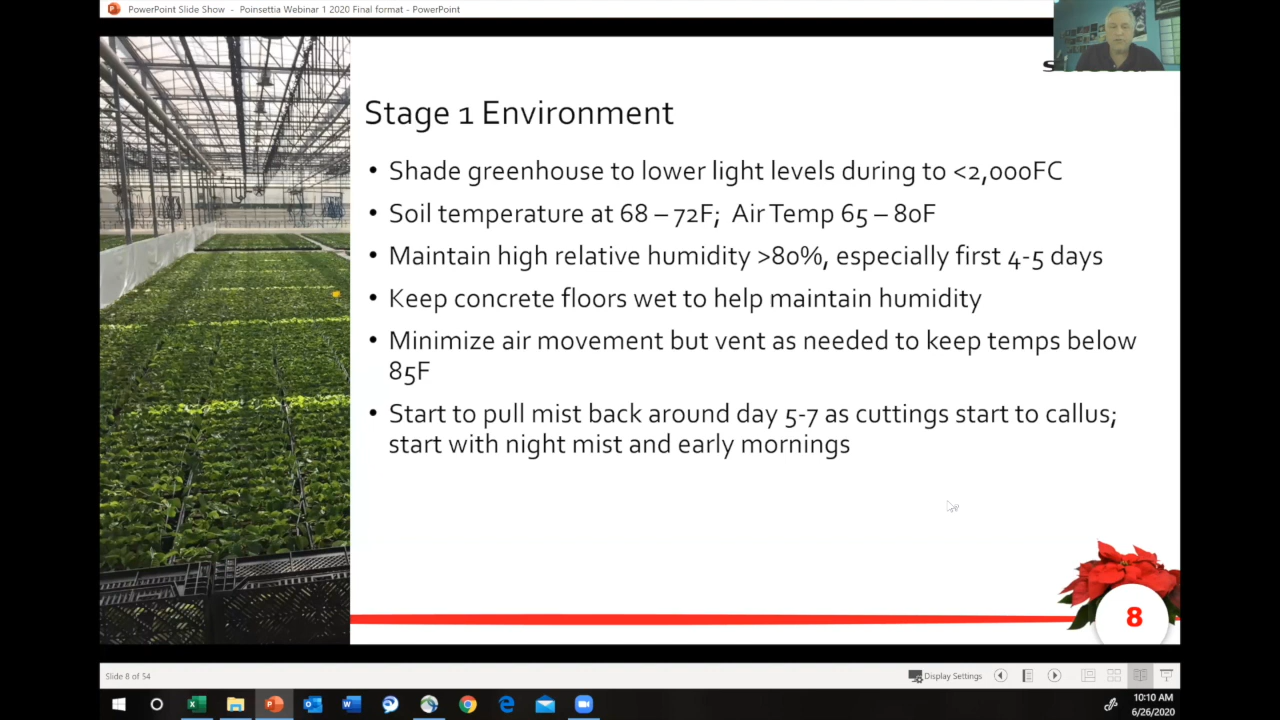 PowerPoint Slide Show - Poinsettia Webinar 1 2020 Final format - PowerPoint
Stage 1 Environment
• Shade greenhouse to lower light levels during to <2,000FC
• Soil temperature at 68 – 72F; Air Temp 65 – 80F
• Maintain high relative humidity >80%, especially first 4-5 days
• Keep concrete floors wet to help maintain humidity
• Minimize air movement but vent as needed to keep temps below
85F
• Start to pull mist back around day 5-7 as cuttings start to callus;
start with night mist and early mornings
8
Slide 8 of 54
Display Settings
10:10 AM
6/26/2020